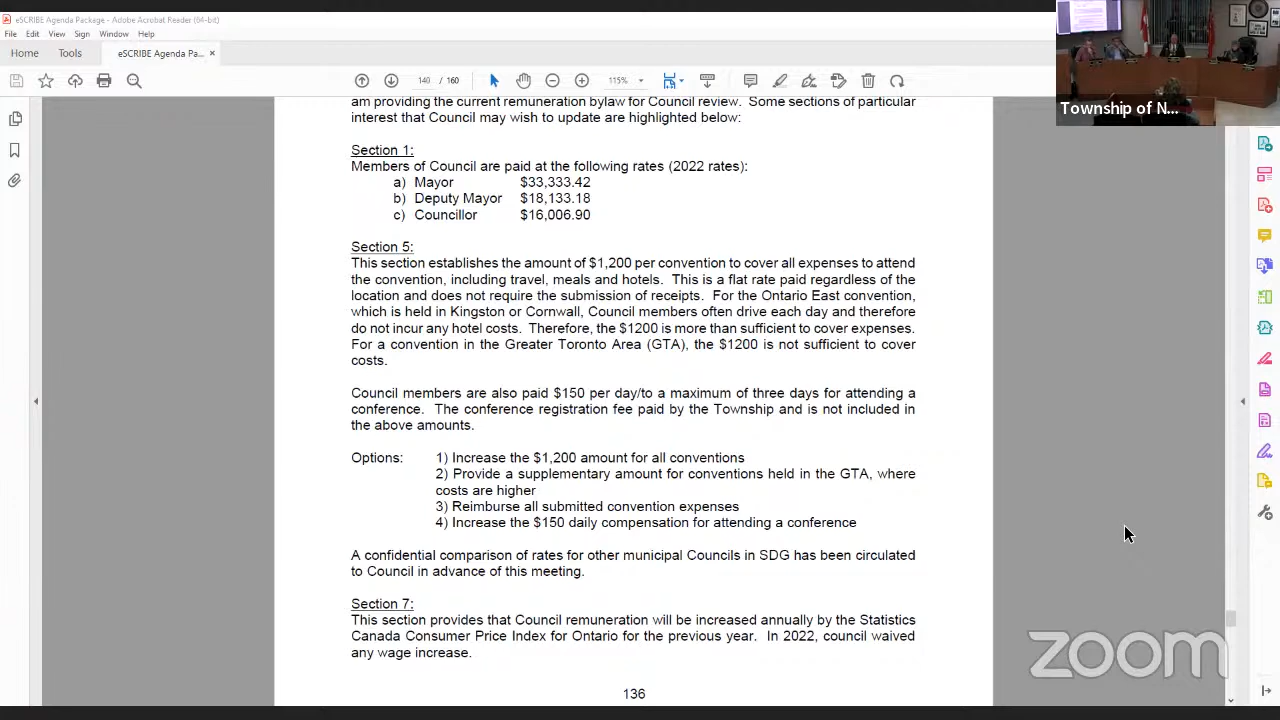 eSCRIBE Agenda Package - Adobe Acrobat Reader (64-bit)
File Edit View Sign Window Help
Home Tools eSCRIBE Agenda Pa... ×
140 / 160 115%
Township of N...
am providing the current remuneration bylaw for Council review. Some sections of particular
interest that Council may wish to update are highlighted below:
Section 1:
Members of Council are paid at the following rates (2022 rates):
a) Mayor $33,333.42
b) Deputy Mayor $18,133.18
c) Councillor $16,006.90
Section 5:
This section establishes the amount of $1,200 per convention to cover all expenses to attend
the convention, including travel, meals and hotels. This is a flat rate paid regardless of the
location and does not require the submission of receipts. For the Ontario East convention,
which is held in Kingston or Cornwall, Council members often drive each day and therefore
do not incur any hotel costs. Therefore, the $1200 is more than sufficient to cover expenses.
For a convention in the Greater Toronto Area (GTA), the $1200 is not sufficient to cover
costs.
Council members are also paid $150 per day/to a maximum of three days for attending a
conference. The conference registration fee paid by the Township and is not included in
the above amounts.
Options: 1) Increase the $1,200 amount for all conventions
2) Provide a supplementary amount for conventions held in the GTA, where
costs are higher
3) Reimburse all submitted convention expenses
4) Increase the $150 daily compensation for attending a conference
A confidential comparison of rates for other municipal Councils in SDG has been circulated
to Council in advance of this meeting.
Section 7:
This section provides that Council remuneration will be increased annually by the Statistics
Canada Consumer Price Index for Ontario for the previous year. In 2022, council waived
any wage increase.
136
zoom